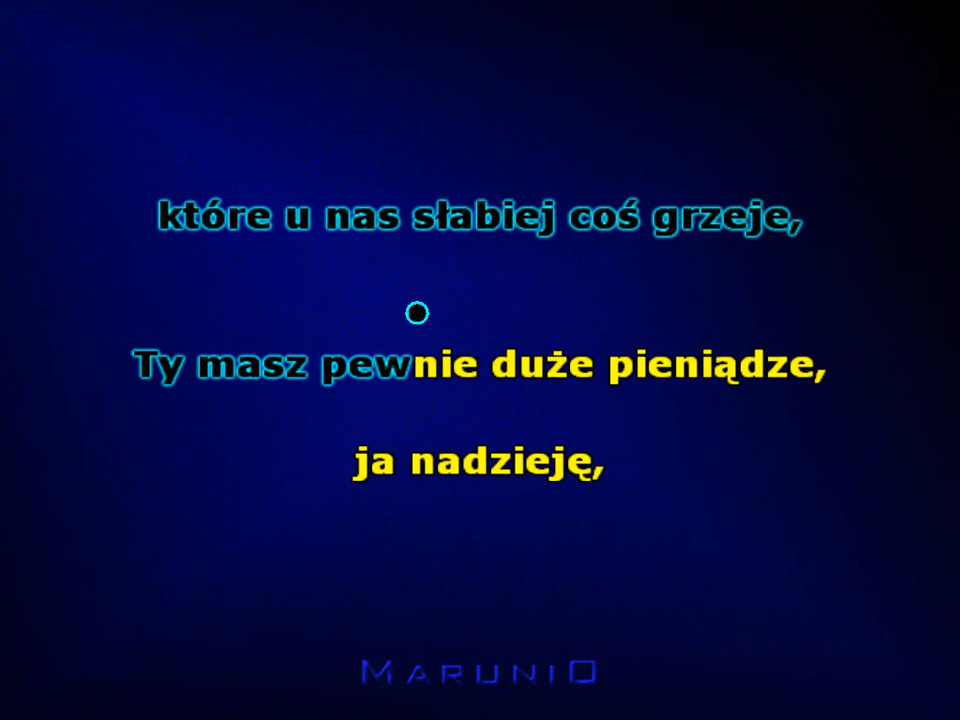 które u nas słabiej coś grzeje,
Ty masz pewnie duże pieniądze,
ja nadzieję,
MARUNIO